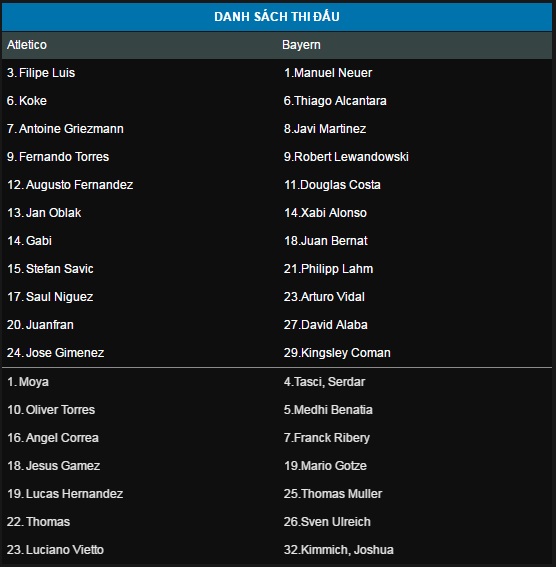 DANH SÁCH THI ĐẤU
Atletico Bayern
3. Filipe Luis 1.Manuel Neuer
6. Koke 6.Thiago Alcantara
7. Antoine Griezmann 8.Javi Martinez
9. Fernando Torres 9.Robert Lewandowski
12. Augusto Fernandez 11.Douglas Costa
13. Jan Oblak 14.Xabi Alonso
14. Gabi 18.Juan Bernat
15. Stefan Savic 21.Philipp Lahm
17. Saul Niguez 23.Arturo Vidal
20. Juanfran 27.David Alaba
24. Jose Gimenez 29.Kingsley Coman
1. Moya 4.Tasci, Serdar
10. Oliver Torres 5.Medhi Benatia
16. Angel Correa 7.Franck Ribery
18. Jesus Gamez 19.Mario Gotze
19. Lucas Hernandez 25.Thomas Muller
22. Thomas 26.Sven Ulreich
23. Luciano Vietto 32.Kimmich, Joshua